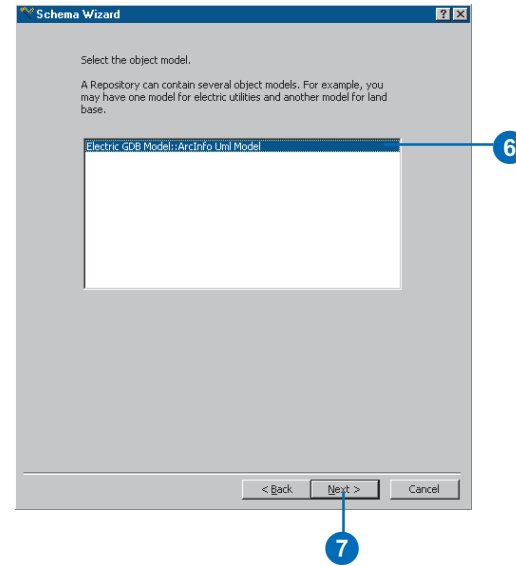 Schema Wizard
? X
Select the object model.
A Repository can contain several object models. For example, you
may have one model for electric utilities and another model for land
base.
Electric GDB Model::ArcInfo Uml Model
6
< Back Next > Cancel
7